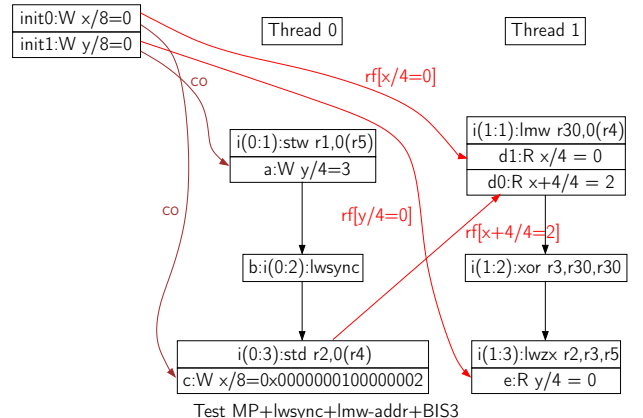 init0:W x/8=0
init1:W y/8=0
Thread 0
Thread 1
co
rf[x/4=0]
i(0:1):stw r1,0(r5)
a:W y/4=3
i(1:1):lmw r30,0(r4)
d1:R x/4 = 0
d0:R x+4/4 = 2
co
rf[y/4=0]
rf[x+4/4=2]
b:i(0:2):lwsync
i(1:2):xor r3,r30,r30
i(0:3):std r2,0(r4)
c:W x/8=0x0000000100000002
i(1:3):lwzx r2,r3,r5
e:R y/4 = 0
Test MP+lwsync+lmw-addr+BIS3